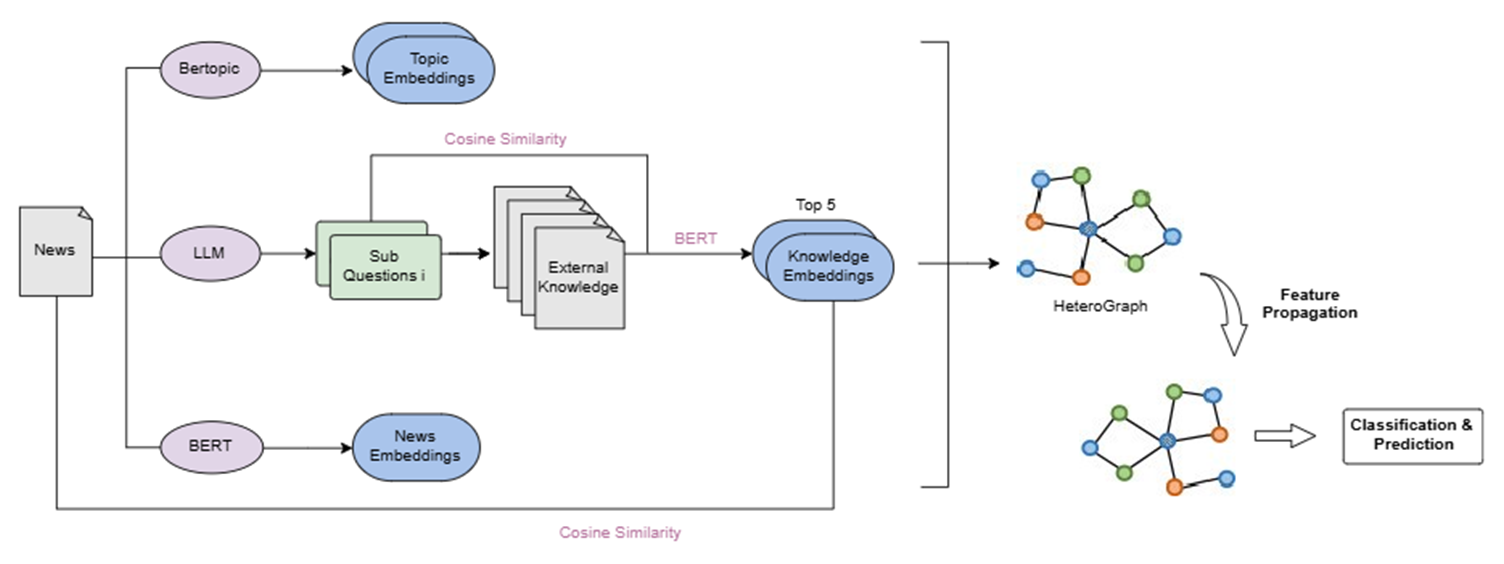 Bertopic
Topic
Embeddings
Cosine Similarity
News
LLM
Sub
Questions i
External
Knowledge
BERT
Top 5
Knowledge
Embeddings
BERT
News
Embeddings
Cosine Similarity
HeteroGraph
Feature
Propagation
Classification &
Prediction